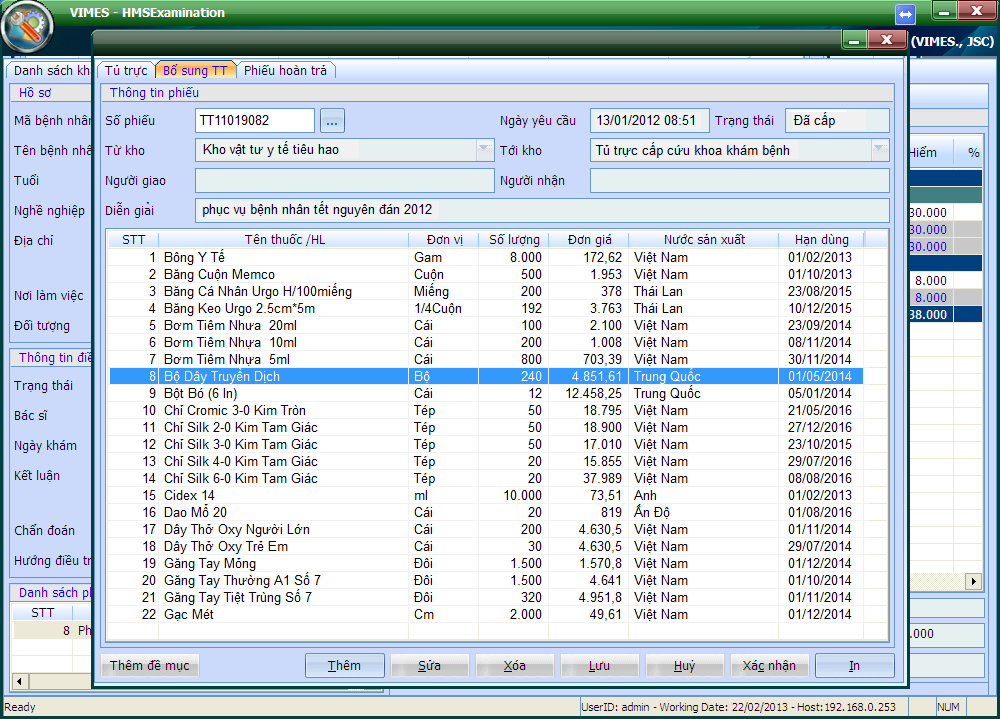 VIMES - HMSExamination
(VIMES., JSC)
Danh sách kh
Tủ trực Bổ sung TT Phiếu hoàn trả
Hồ sơ
Thông tin phiếu
Mã bệnh nhân
Số phiếu TT11019082 ... Ngày yêu cầu 13/01/2012 08:51 Trạng thái Đã cấp
Tên bệnh nhâ
Từ kho Kho vật tư y tế tiêu hao Tới kho Tủ trực cấp cứu khoa khám bệnh
hiểm %
Tuổi
Người giao Người nhận
Nghề nghiệp
Diễn giải phục vụ bệnh nhân tết nguyên đán 2012
30.000
30.000
30.000
8.000
8.000
38.000
Địa chỉ
Nơi làm việc
Đối tượng
Thông tin điề
Trạng thái
Bác sĩ
Ngày khám
Kết luận
Chẩn đoán
Hướng điều tr
Danh sách ph
STT
8 Ph
STT Tên thuốc /HL Đơn vị Số lượng Đơn giá Nước sản xuất Hạn dùng
1 Bông Y Tế Gam 8.000 172,62 Việt Nam 01/02/2013
2 Băng Cuộn Memco Cuộn 500 1.953 Việt Nam 01/10/2013
3 Băng Cá Nhân Urgo H/100miếng Miếng 200 378 Thái Lan 23/08/2015
4 Băng Keo Urgo 2.5cm*5m 1/4Cuộn 192 3.763 Thái Lan 10/12/2015
5 Bơm Tiêm Nhựa 20ml Cái 100 2.100 Việt Nam 23/09/2014
6 Bơm Tiêm Nhựa 10ml Cái 200 1.008 Việt Nam 08/11/2014
7 Bơm Tiêm Nhựa 5ml Cái 800 703,39 Việt Nam 30/11/2014
8 Bộ Dây Truyền Dịch Bộ 240 4.851,61 Trung Quốc 01/05/2014
9 Bột Bó (6 In) Cái 12 12.458,25 Trung Quốc 05/01/2014
10 Chỉ Cromic 3-0 Kim Tròn Tép 50 18.795 Việt Nam 21/05/2016
11 Chỉ Silk 2-0 Kim Tam Giác Tép 50 18.900 Việt Nam 27/12/2016
12 Chỉ Silk 3-0 Kim Tam Giác Tép 50 17.010 Việt Nam 23/10/2015
13 Chỉ Silk 4-0 Kim Tam Giác Tép 20 15.855 Việt Nam 29/07/2016
14 Chỉ Silk 6-0 Kim Tam Giác Tép 20 37.989 Việt Nam 08/08/2016
15 Cidex 14 ml 10.000 73,51 Anh 01/02/2013
16 Dao Mổ 20 Cái 20 819 Ấn Độ 01/08/2016
17 Dây Thở Oxy Người Lớn Cái 200 4.630,5 Việt Nam 01/11/2014
18 Dây Thở Oxy Trẻ Em Cái 30 4.630,5 Việt Nam 29/07/2014
19 Găng Tay Mỏng Đôi 1.500 1.570,8 Việt Nam 01/12/2014
20 Găng Tay Thường A1 Số 7 Đôi 1.500 4.641 Việt Nam 01/10/2014
21 Găng Tay Tiệt Trùng Số 7 Đôi 320 4.951,8 Việt Nam 01/11/2014
22 Gạc Mét Cm 2.000 49,61 Việt Nam 01/12/2014
.000
Thêm đề mục Thêm Sửa Xóa Lưu Huỷ Xác nhận In
Ready UserID: admin - Working Date: 22/02/2013 - Host:192.168.0.253 NUM